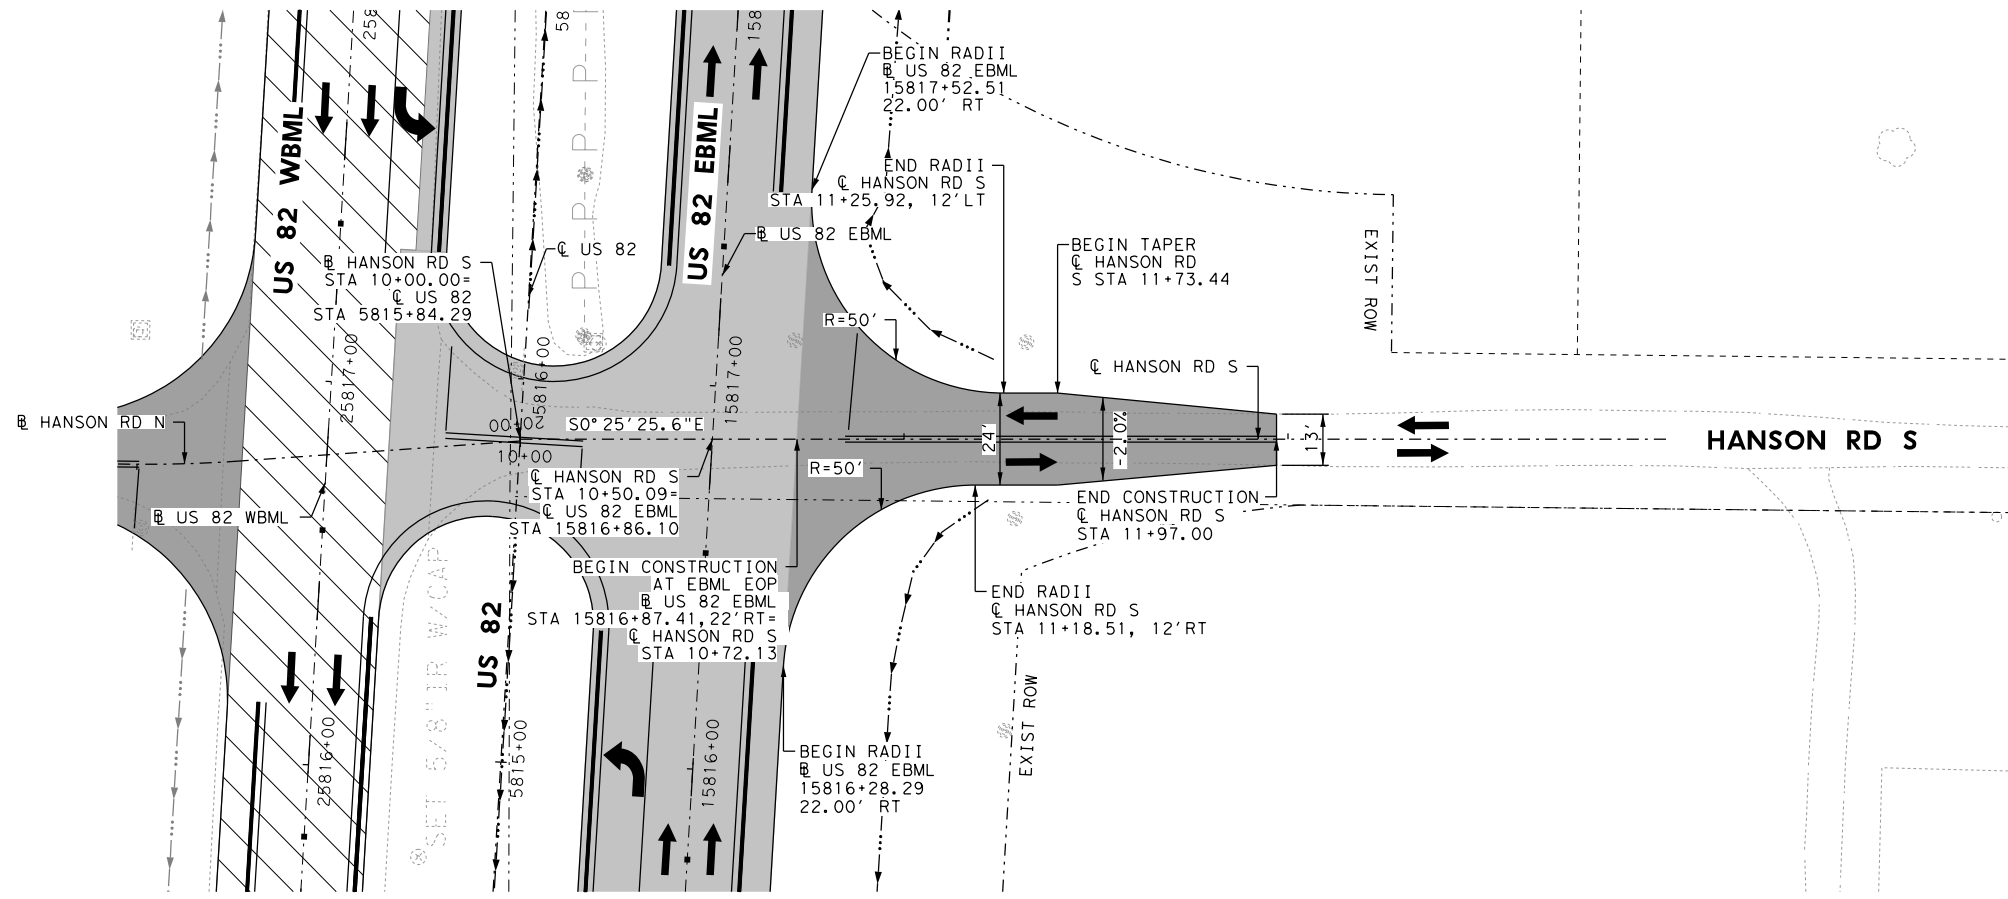 BEGIN RADII
℄ US 82 EBML
15817+52.51
22.00' RT
END RADII
℄ HANSON RD S
STA 11+25.92, 12'LT
℄ US 82 EBML
BEGIN TAPER
℄ HANSON RD
S STA 11+73.44
℄ US 82
℄ HANSON RD S
STA 10+00.00=
℄ US 82
STA 5815+84.29
US 82 WBML
US 82 EBML
P P P P
EXIST ROW
R=50'
℄ HANSON RD S
25817+00
5816+00
15817+00
℄ HANSON RD N
20+00
10+00
S0°25'25.6"E
24'
-2.0%
13'
HANSON RD S
℄ HANSON RD S
STA 10+50.09=
℄ US 82 EBML
STA 15816+86.10
R=50'
℄ US 82 WBML
END CONSTRUCTION
℄ HANSON RD S
STA 11+97.00
BEGIN CONSTRUCTION
AT EBML EOP
℄ US 82 EBML
STA 15816+87.41,22'RT=
℄ HANSON RD S
STA 10+72.13
END RADII
℄ HANSON RD S
STA 11+18.51, 12'RT
US 82
SET 5/8"IR W/CAP
EXIST ROW
25816+00
5815+00
15816+00
BEGIN RADII
℄ US 82 EBML
15816+28.29
22.00' RT